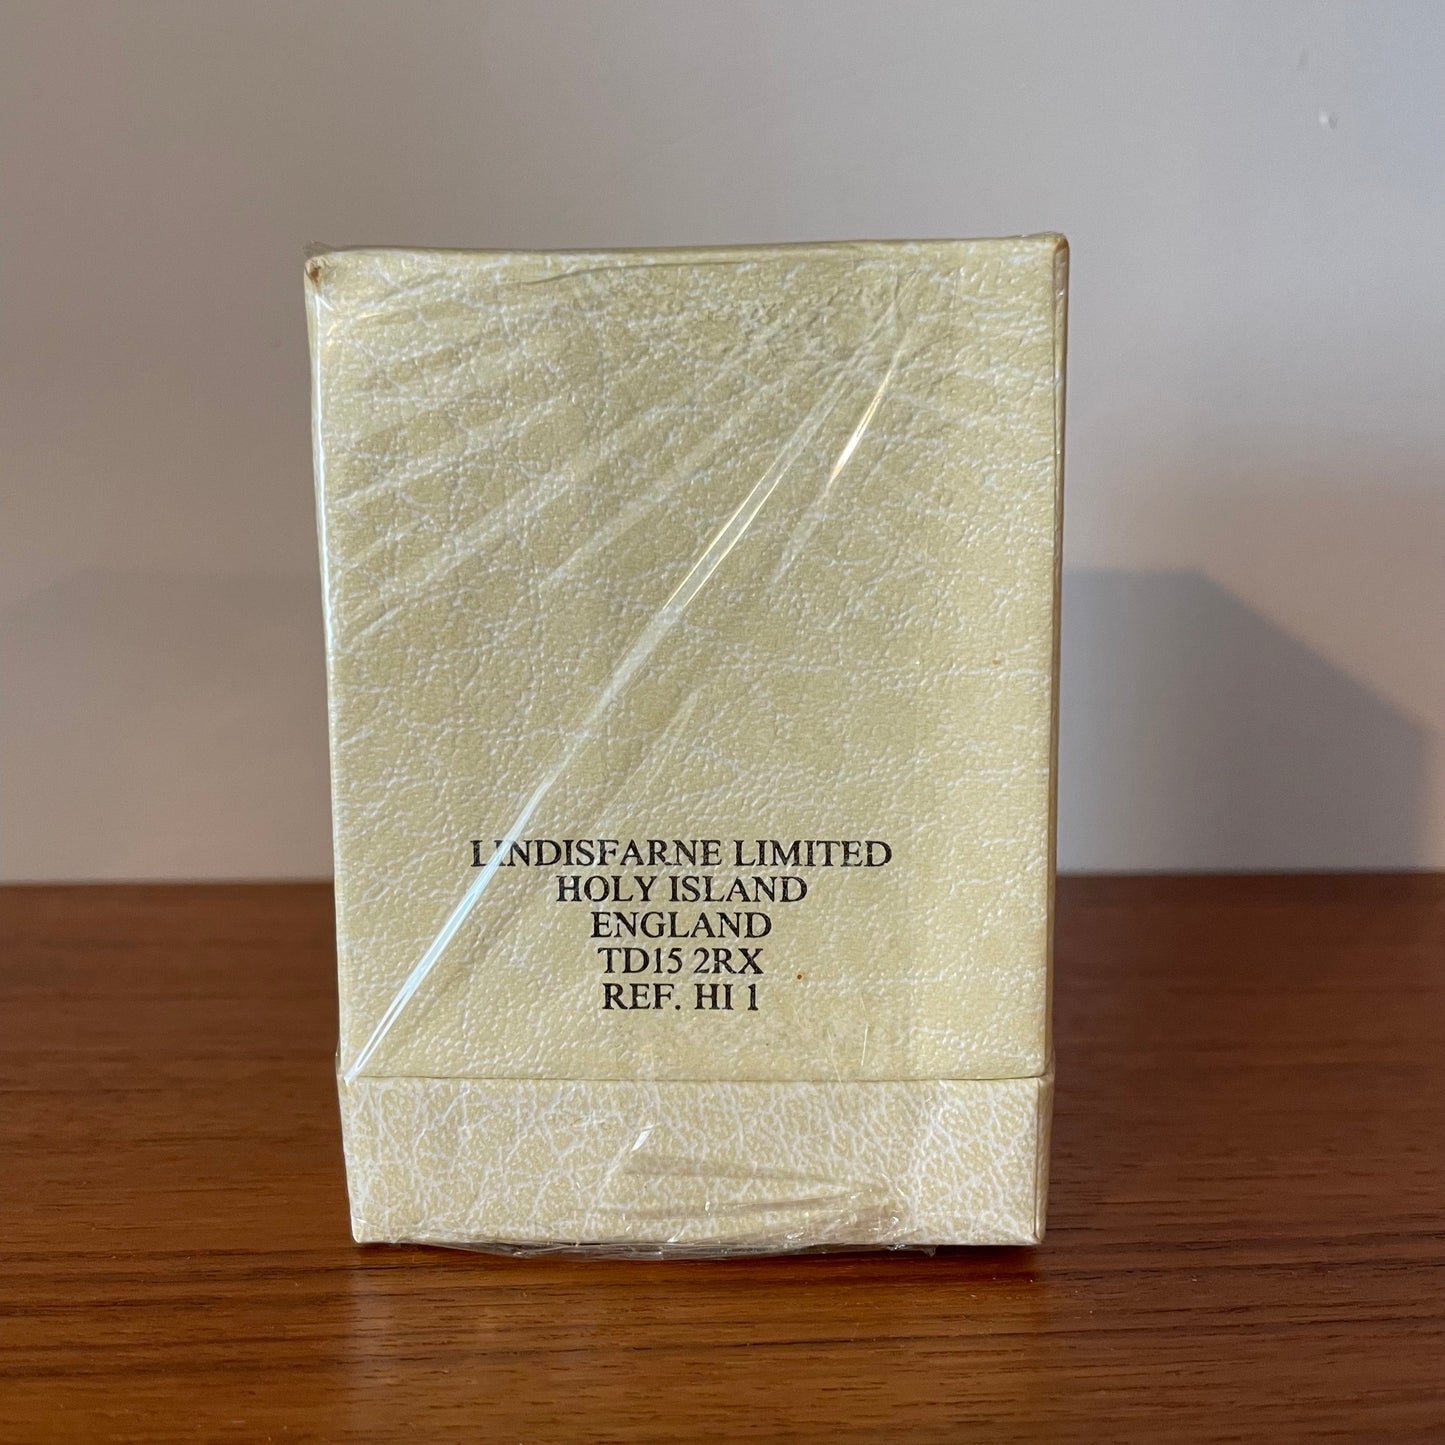 LINDISFARNE LIMITED
HOLY ISLAND
ENGLAND
TD15 2RX
REF. HI 1